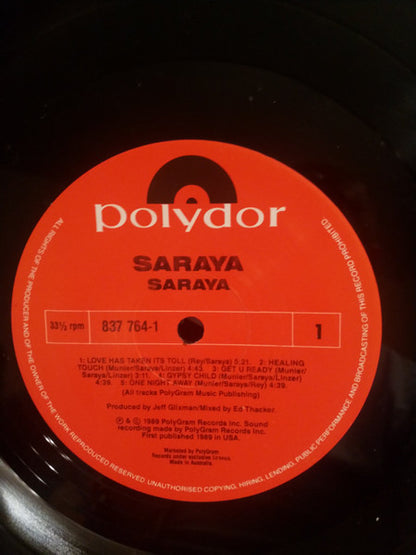 polydor
SARAYA
SARAYA
33⅓ rpm 837 764-1 1
1: LOVE HAS TAKEN ITS TOLL (Rey/Saraya) 5.21. 2: HEALING
TOUCH (Munier/Saraya/Linzer) 4:43. 3: GET U READY (Munier/
Saraya/Linzer) 3:11. 4: GYPSY CHILD (Munier/Saraya/Linzer)
4:39. 5: ONE NIGHT AWAY (Munier/Saraya/Rey) 4.39.
(All tracks PolyGram Music Publishing)
Produced by Jeff Glixman/Mixed by Ed Thacker.
Ⓟ & © 1989 PolyGram Records Inc. Sound
recording made by PolyGram Records Inc.
First published 1989 in USA.
Marketed by PolyGram
Records under exclusive licence.
Made in Australia.
ALL RIGHTS OF THE PRODUCER AND OF THE OWNER OF THE WORK REPRODUCED RESERVED. UNAUTHORISED COPYING, HIRING, LENDING, PUBLIC PERFORMANCE AND BROADCASTING OF THIS RECORD PROHIBITED.